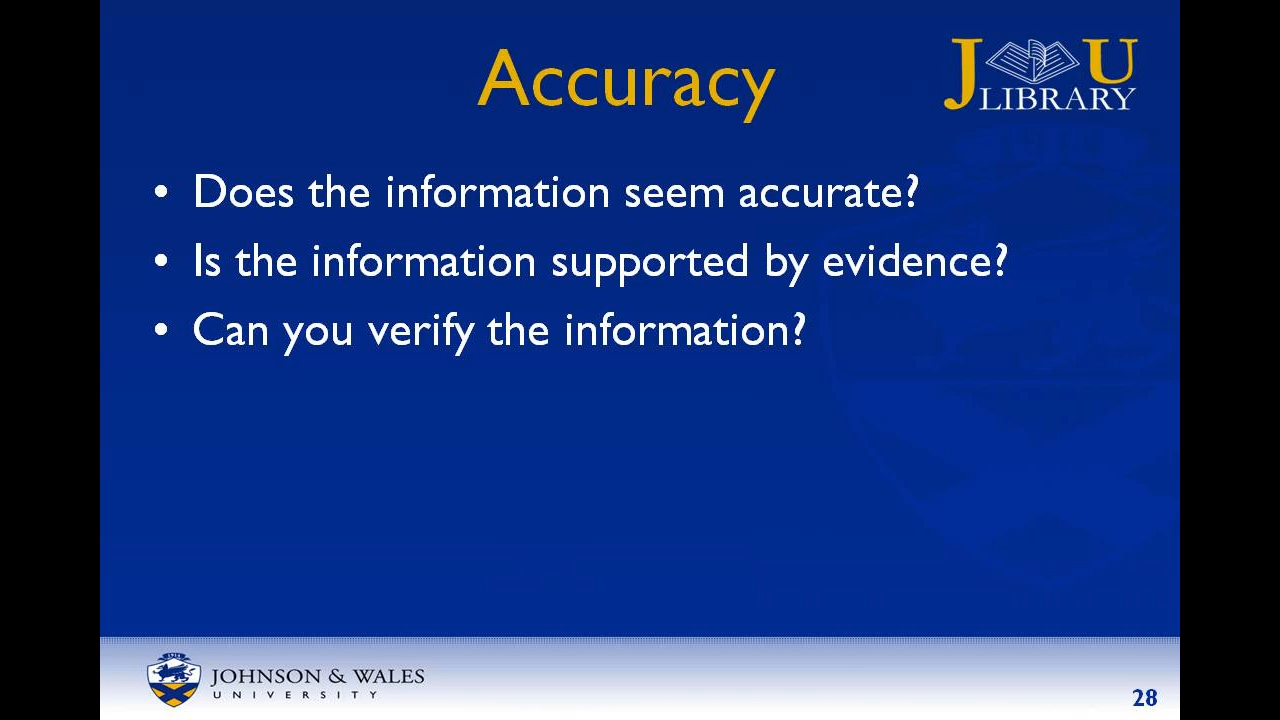 Accuracy
J U
LIBRARY
• Does the information seem accurate?
• Is the information supported by evidence?
• Can you verify the information?
1914
JOHNSON & WALES
UNIVERSITY
28